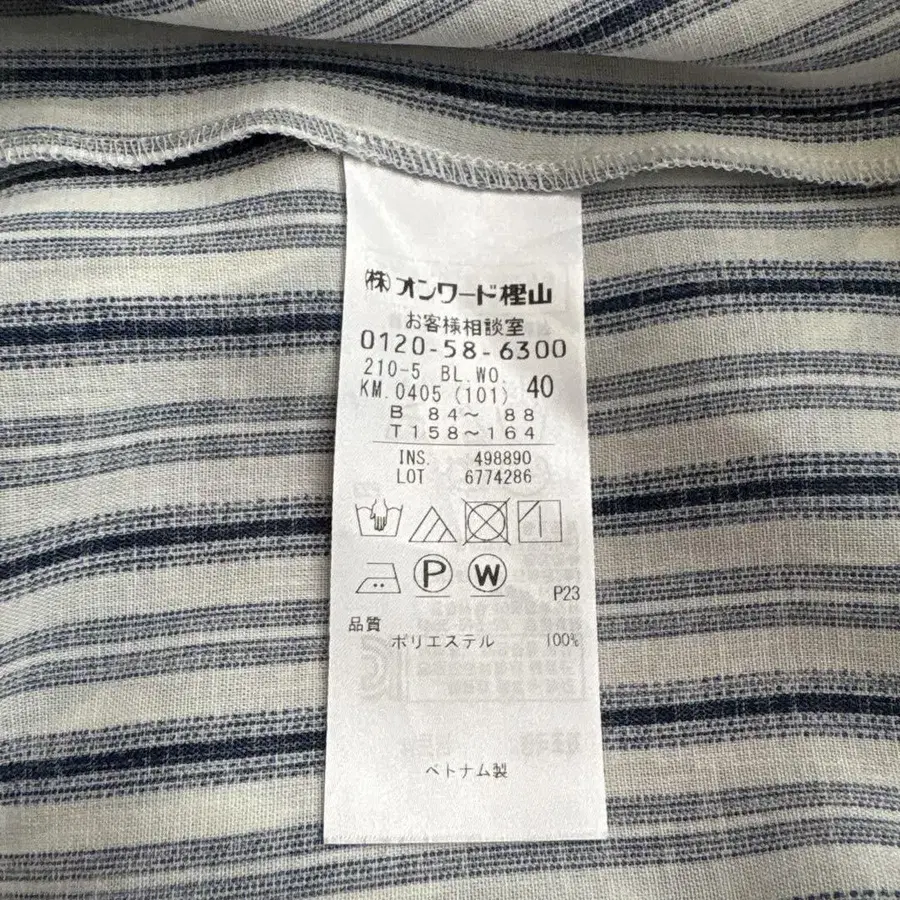 ㈱オンワード樫山
お客様相談室
0120-58-6300
210-5 BL.WO.
KM.0405 (101) 40
B 84～ 88
T158～164
INS. 498890
LOT 6774286
P W
P23
品質
ポリエステル 100%
ベトナム製